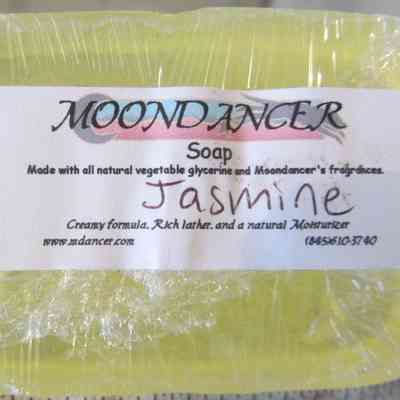 MOONDANCER
Soap
Made with all natural vegetable glycerine and Moondancer's fragrances.
Jasmine
Creamy formula, Rich lather, and a natural Moisturizer
www.mdancer.com (845)610-3740